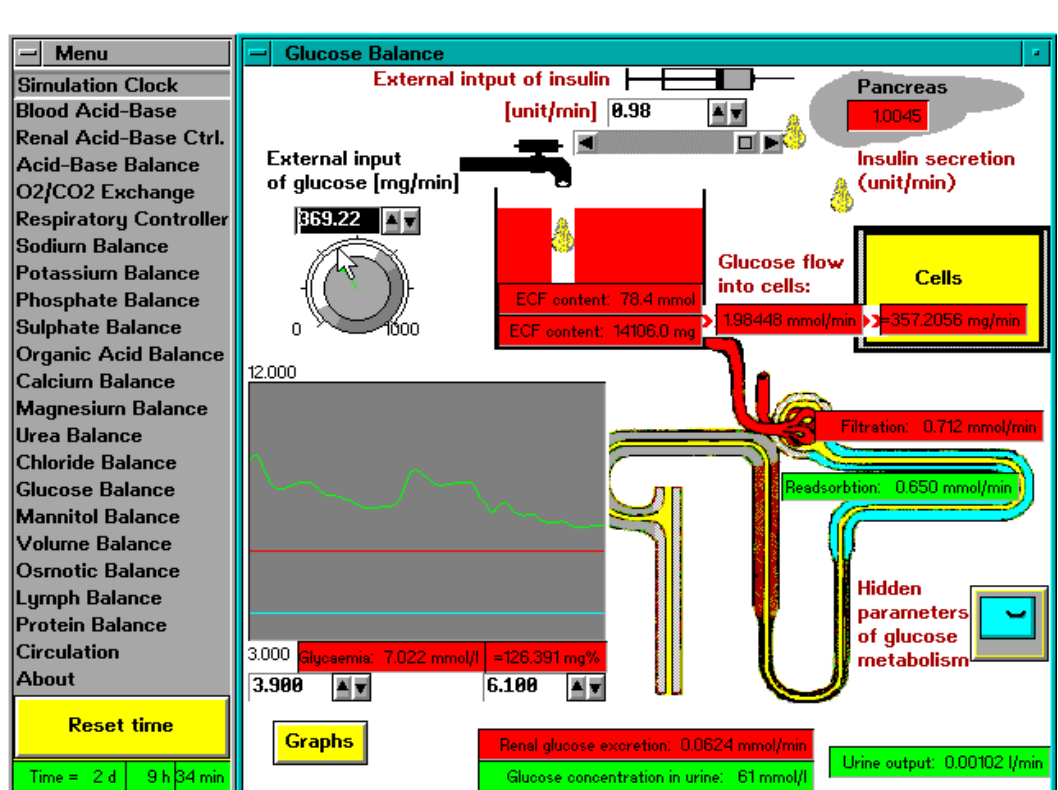 Menu
Simulation Clock
Blood Acid-Base
Renal Acid-Base Ctrl.
Acid-Base Balance
O2/CO2 Exchange
Respiratory Controller
Sodium Balance
Potassium Balance
Phosphate Balance
Sulphate Balance
Organic Acid Balance
Calcium Balance
Magnesium Balance
Urea Balance
Chloride Balance
Glucose Balance
Mannitol Balance
Volume Balance
Osmotic Balance
Lymph Balance
Protein Balance
Circulation
About
Reset time
Time = 2 d 9 h 34 min
Glucose Balance
External intput of insulin
[unit/min] 0.98
Pancreas
1.0045
Insulin secretion
(unit/min)
External input
of glucose [mg/min]
369.22
0 1000
ECF content: 78.4 mmol
ECF content: 14106.0 mg
Glucose flow
into cells:
1.98448 mmol/min
=357.2056 mg/min
Cells
12.000
3.000
Glycaemia: 7.022 mmol/l =126.391 mg%
3.900 6.100
Filtration: 0.712 mmol/min
Readsorbtion: 0.650 mmol/min
Hidden
parameters
of glucose
metabolism
Graphs
Renal glucose excretion: 0.0624 mmol/min
Glucose concentration in urine: 61 mmol/l
Urine output: 0.00102 l/min